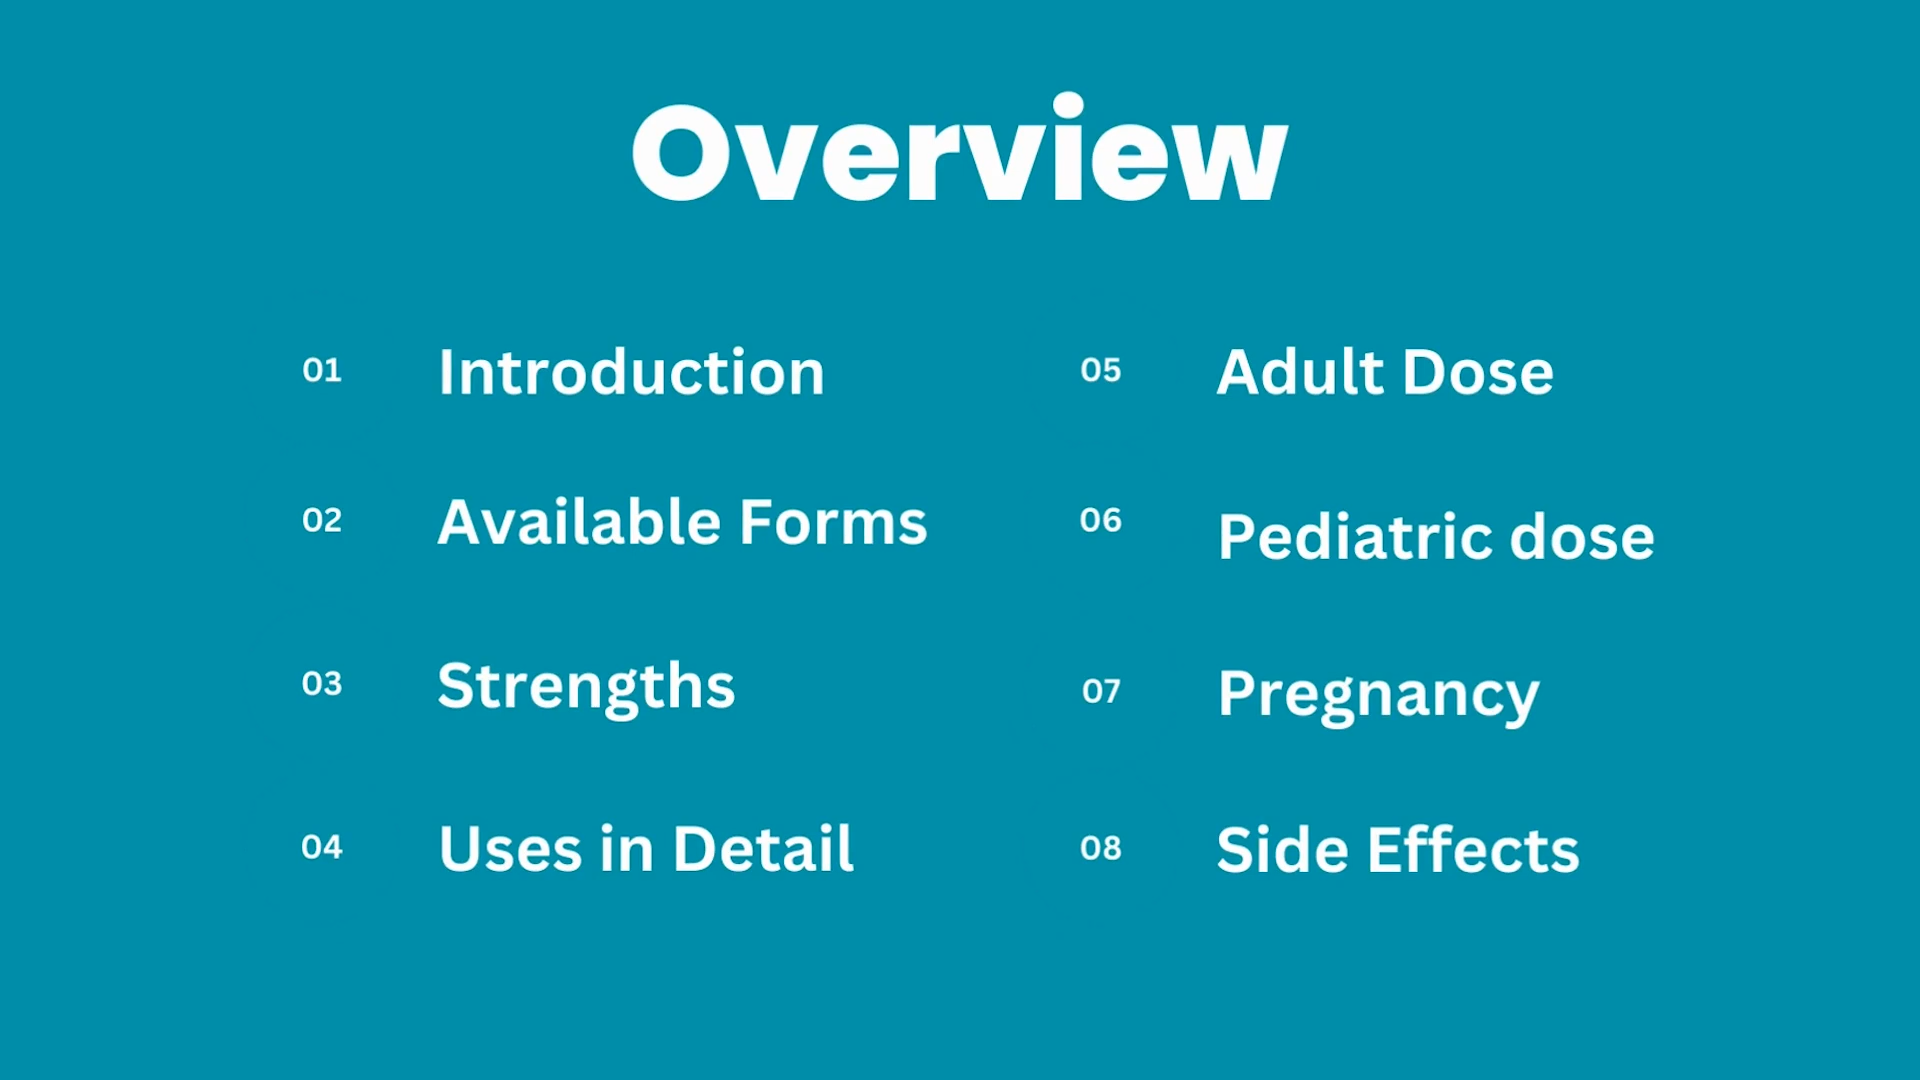 Overview
01 Introduction
02 Available Forms
03 Strengths
04 Uses in Detail
05 Adult Dose
06 Pediatric dose
07 Pregnancy
08 Side Effects